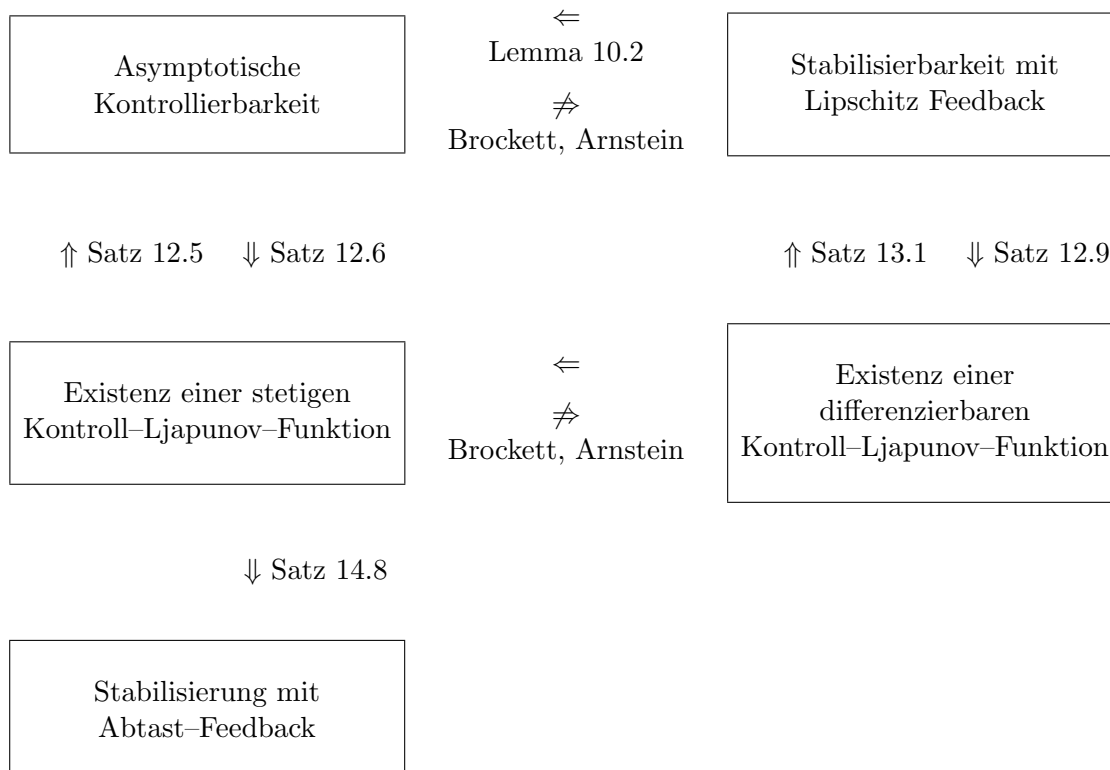 Asymptotische
Kontrollierbarkeit
⇐
Lemma 10.2
⇏
Brockett, Arnstein
Stabilisierbarkeit mit
Lipschitz Feedback
⇑ Satz 12.5 ⇓ Satz 12.6
⇑ Satz 13.1 ⇓ Satz 12.9
Existenz einer stetigen
Kontroll–Ljapunov–Funktion
⇐
⇏
Brockett, Arnstein
Existenz einer
differenzierbaren
Kontroll–Ljapunov–Funktion
⇓ Satz 14.8
Stabilisierung mit
Abtast–Feedback